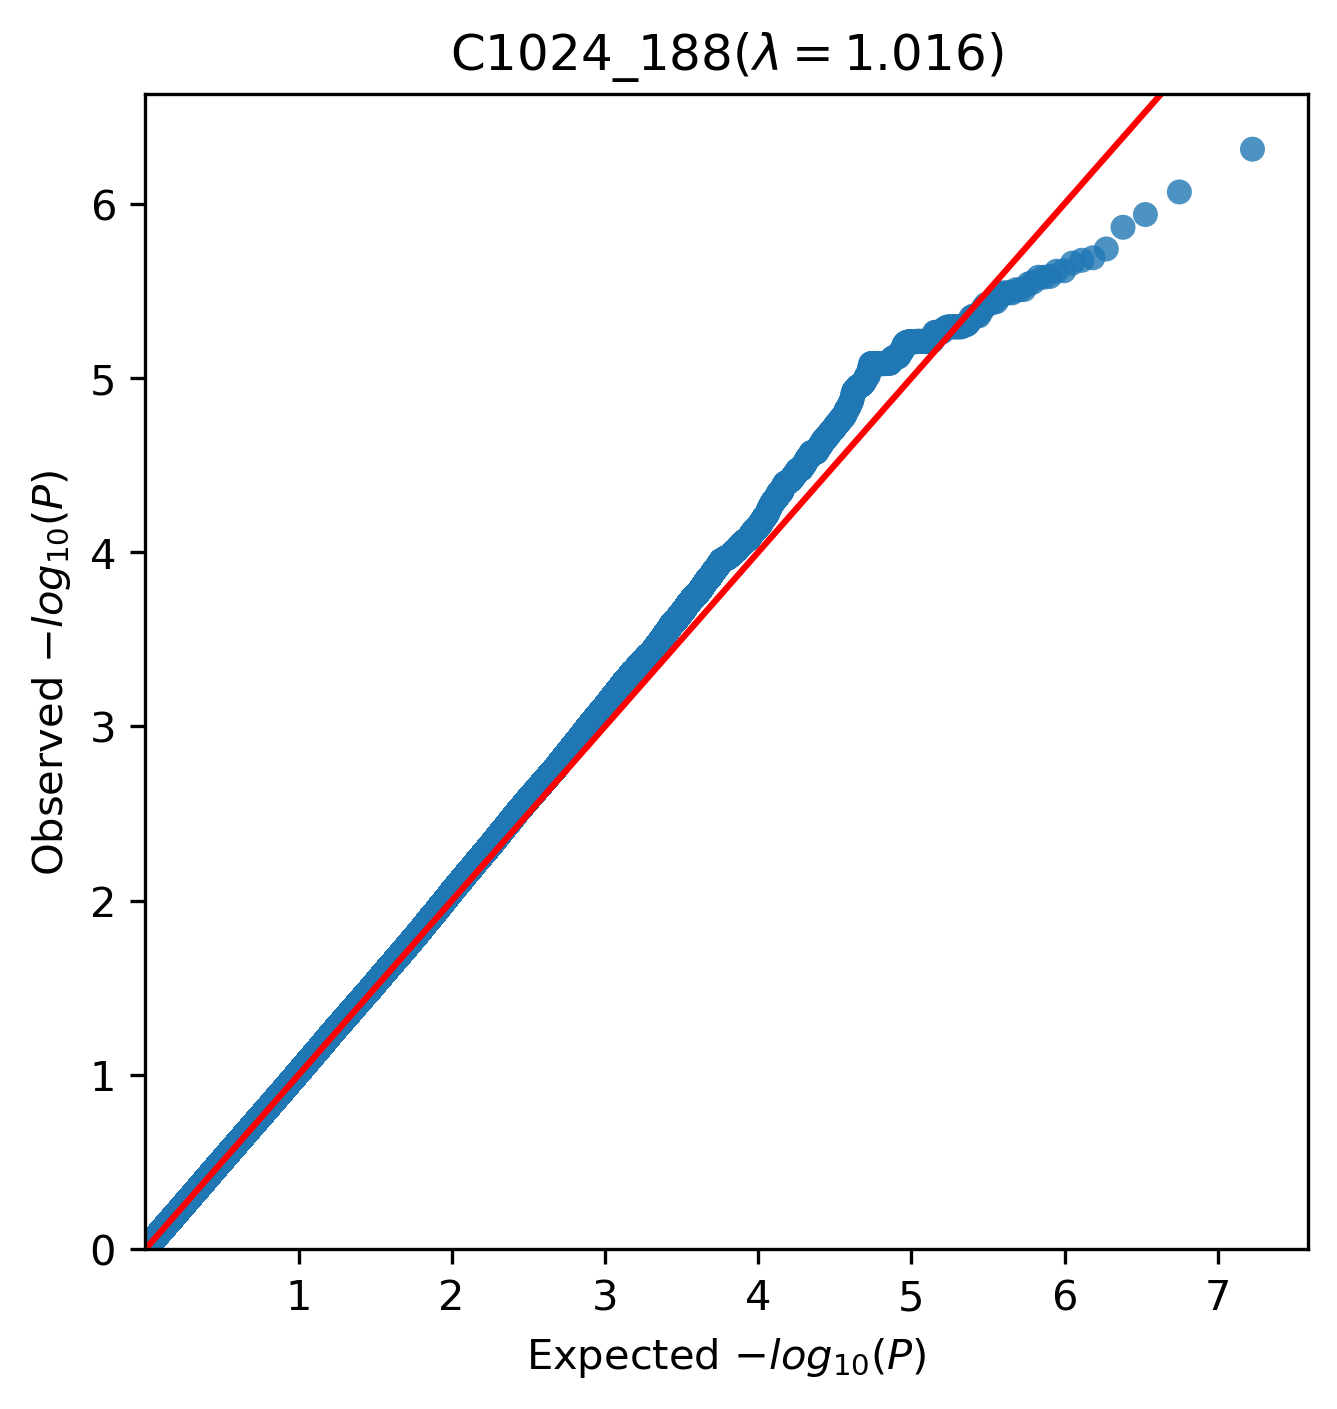 C1024_188(λ = 1.016)
Observed −log₁₀(P)
6
5
4
3
2
1
0
1 2 3 4 5 6 7
Expected −log₁₀(P)